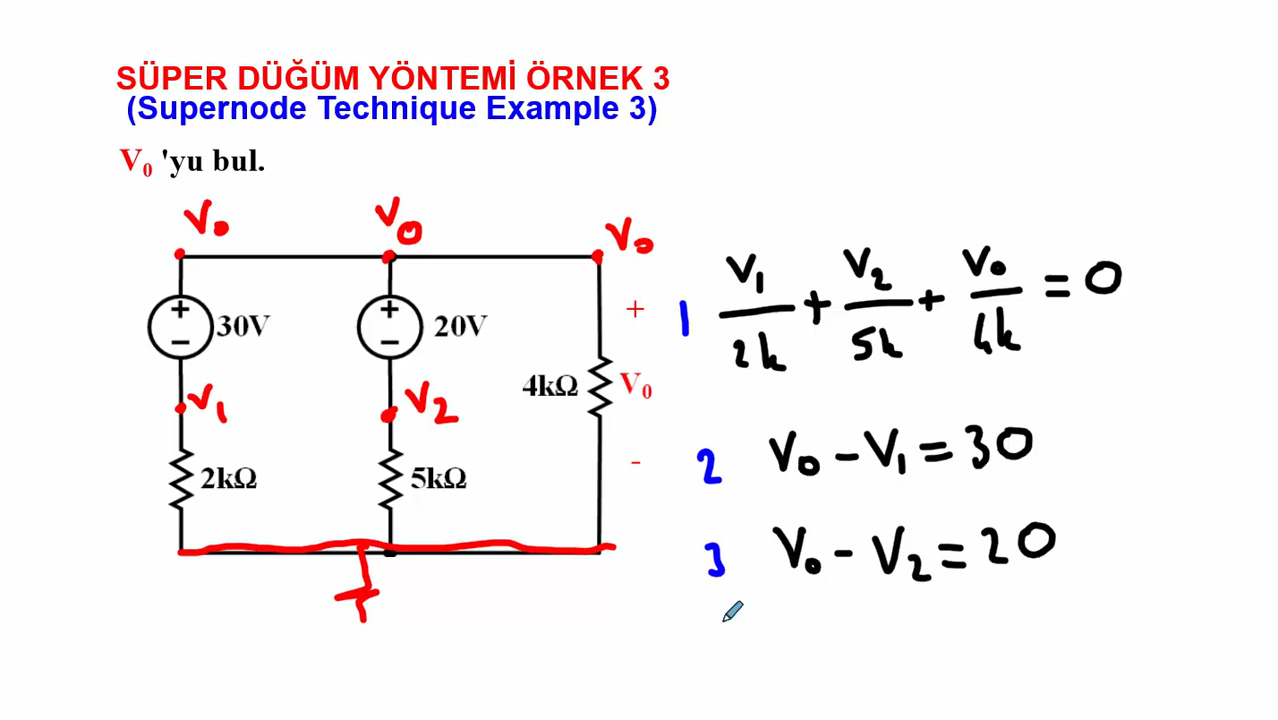 SÜPER DÜĞÜM YÖNTEMİ ÖRNEK 3
(Supernode Technique Example 3)
V₀ 'yu bul.
V₀
V₀
V₀
+
30V
+
20V
+
−
−
4kΩ
V₀
-
V₁
V₂
2kΩ
5kΩ
1 V₁/2k + V₂/5k + V₀/4k = 0
2 V₀ - V₁ = 30
3 V₀ - V₂ = 20